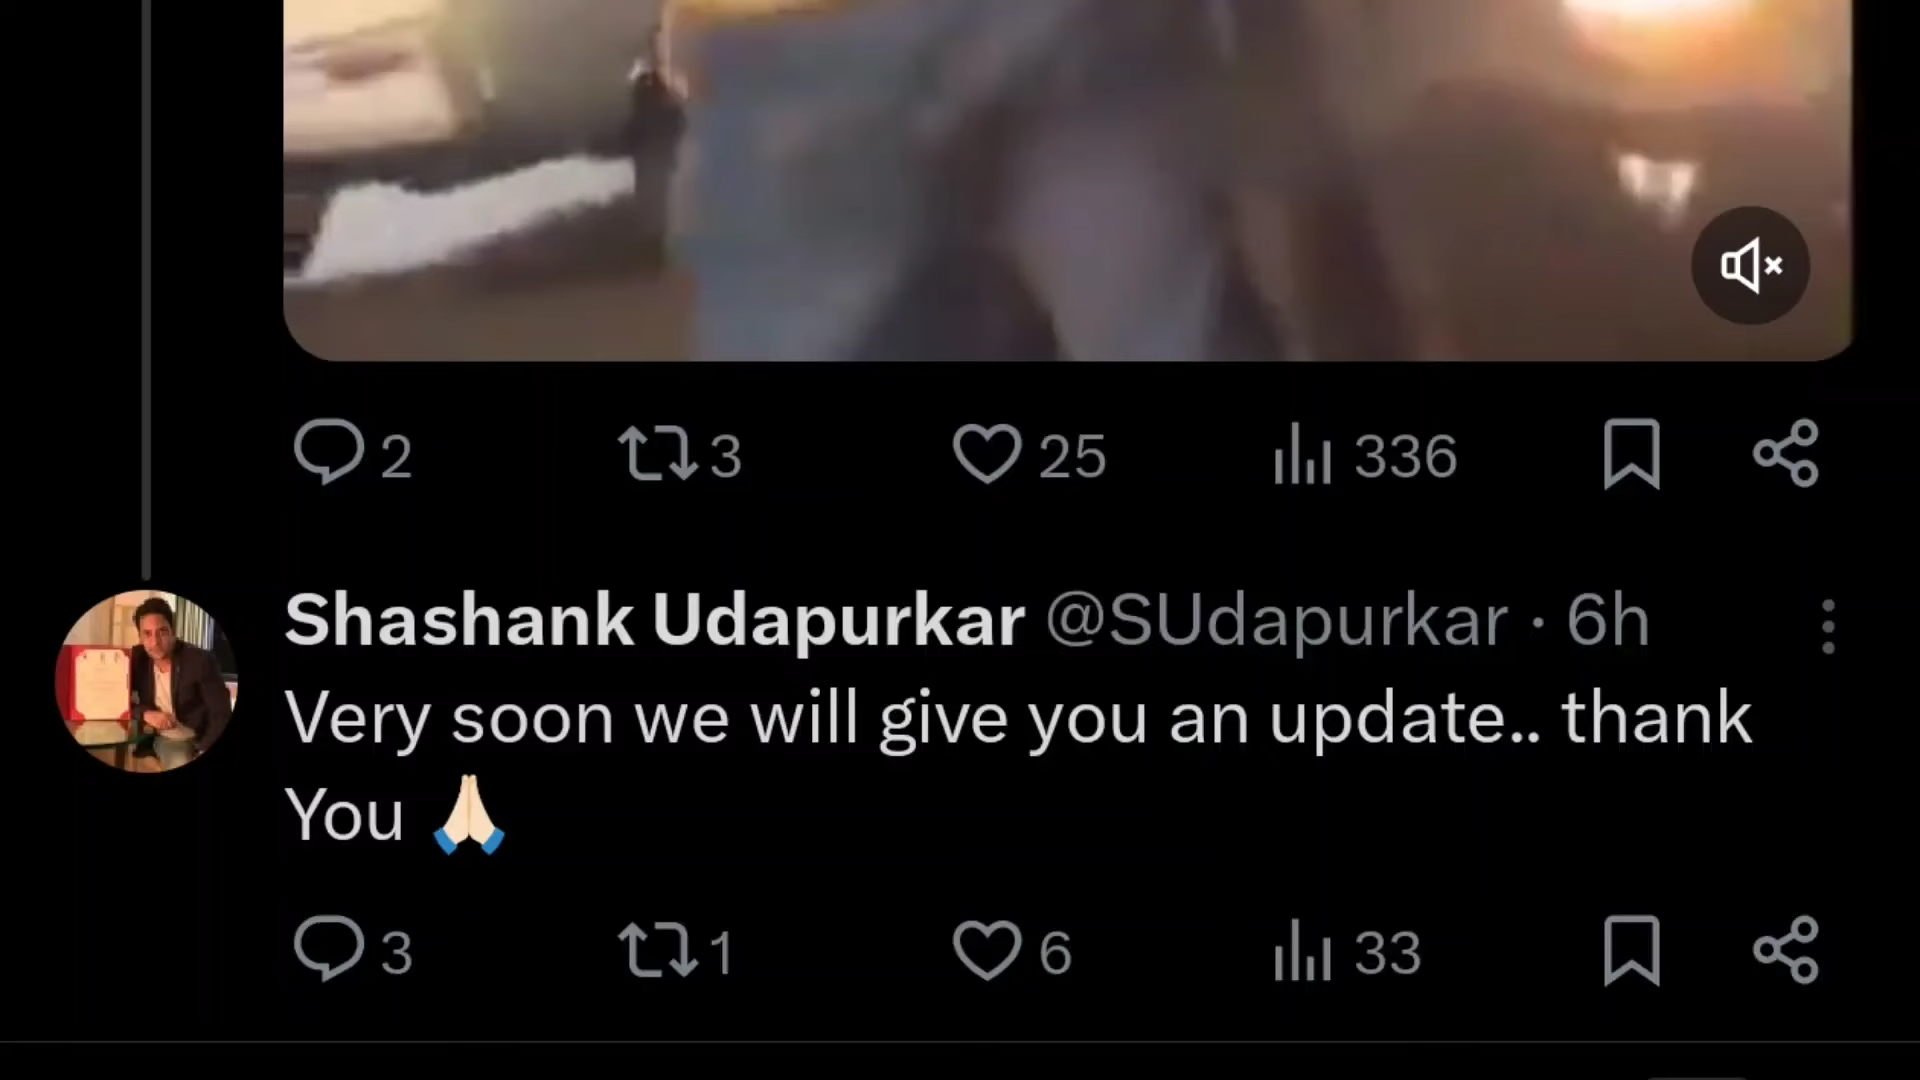 2 3 25 336
Shashank Udapurkar @SUdapurkar · 6h
Very soon we will give you an update.. thank
You 🙏🏻
3 1 6 33